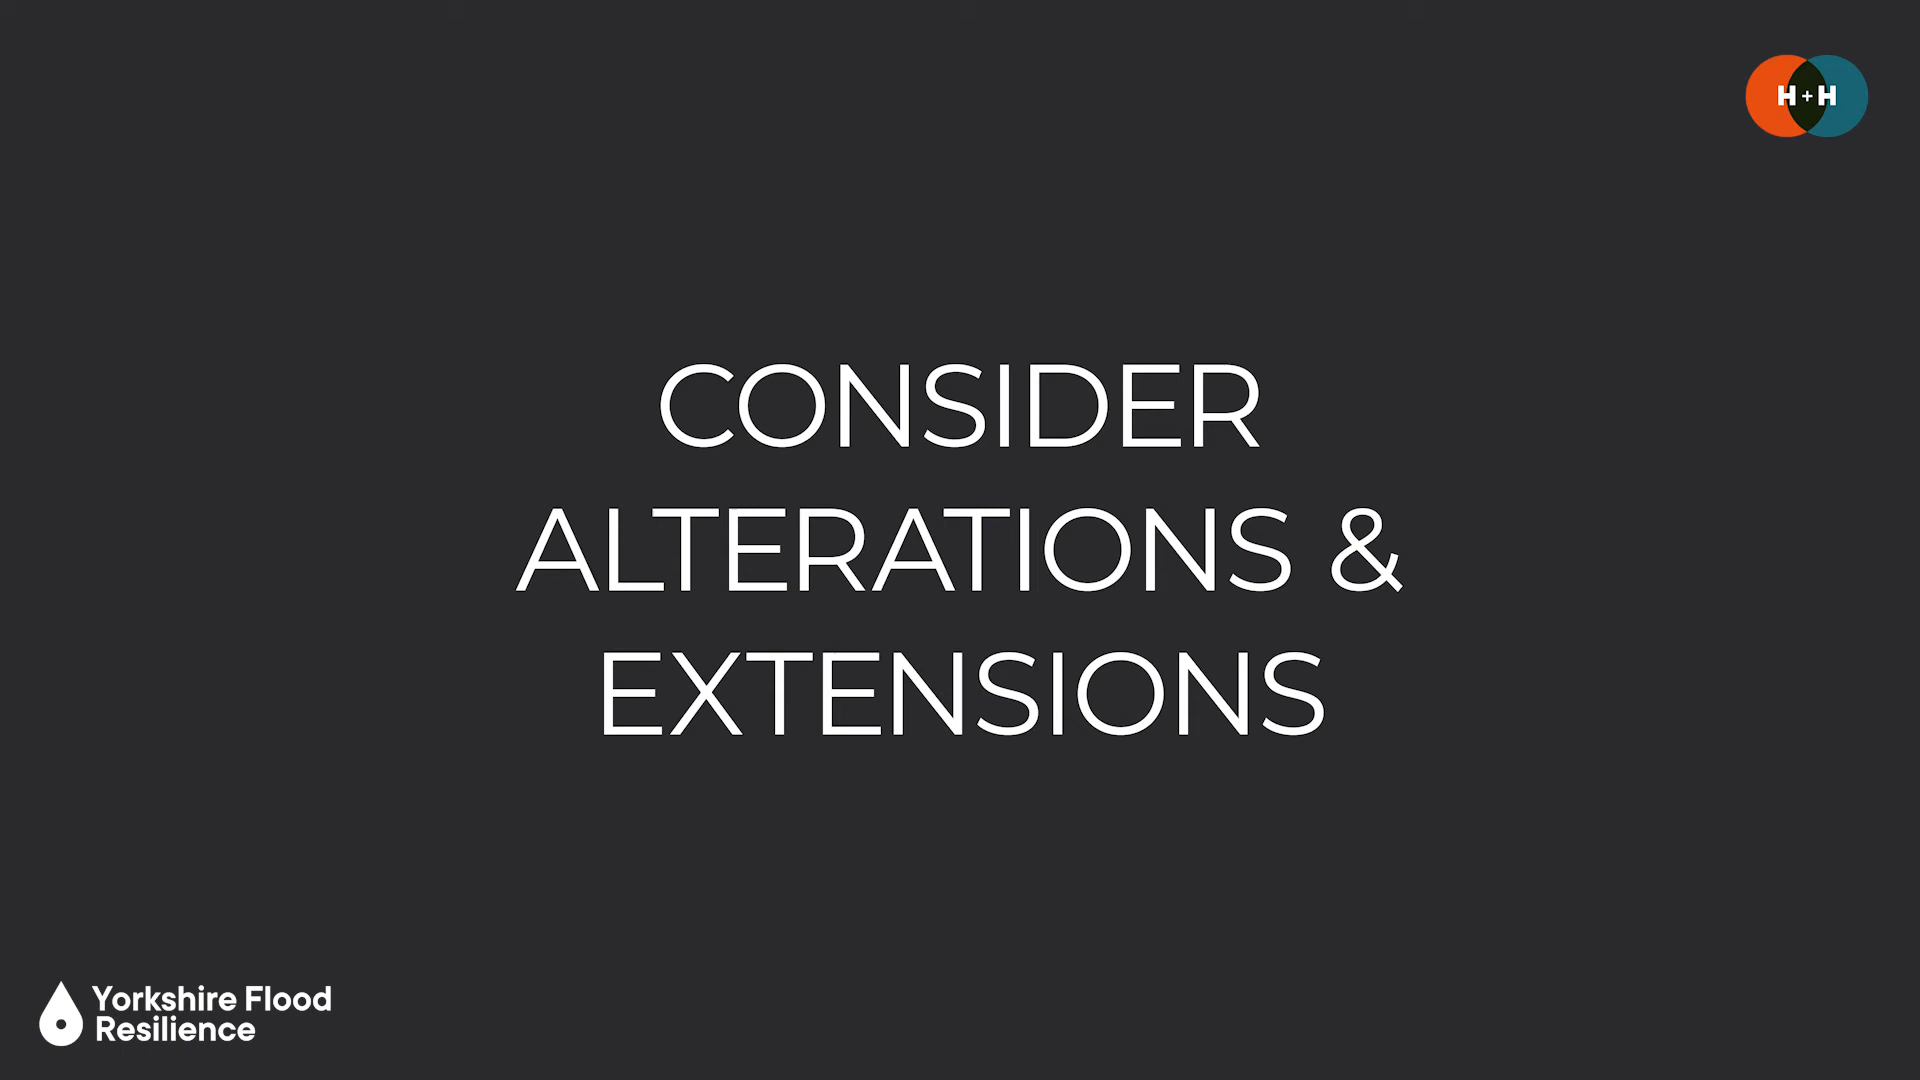 H+H
CONSIDER
ALTERATIONS &
EXTENSIONS
Yorkshire Flood
Resilience